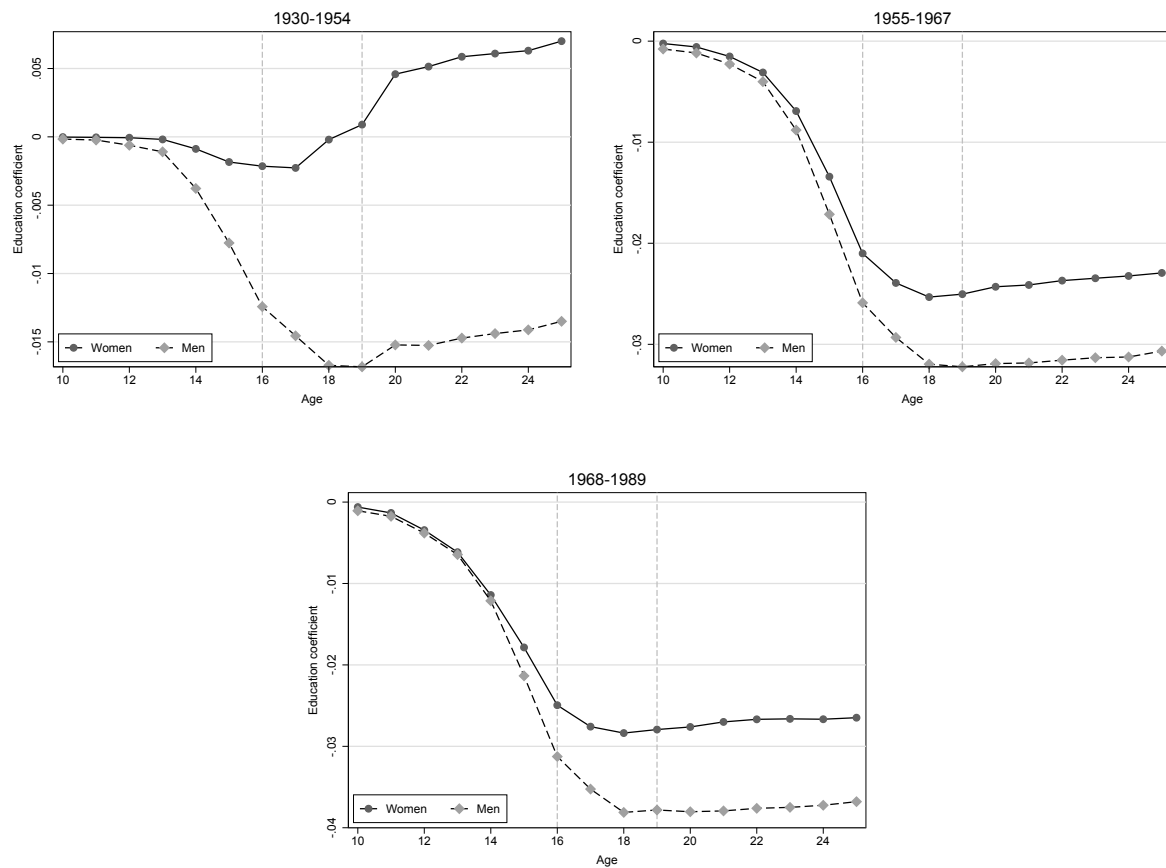 1930-1954
.005
0
-.005
-.01
-.015
Education coefficient
Women Men
10 12 14 16 18 20 22 24
Age
1955-1967
0
-.01
-.02
-.03
Education coefficient
Women Men
10 12 14 16 18 20 22 24
Age
1968-1989
0
-.01
-.02
-.03
-.04
Education coefficient
Women Men
10 12 14 16 18 20 22 24
Age